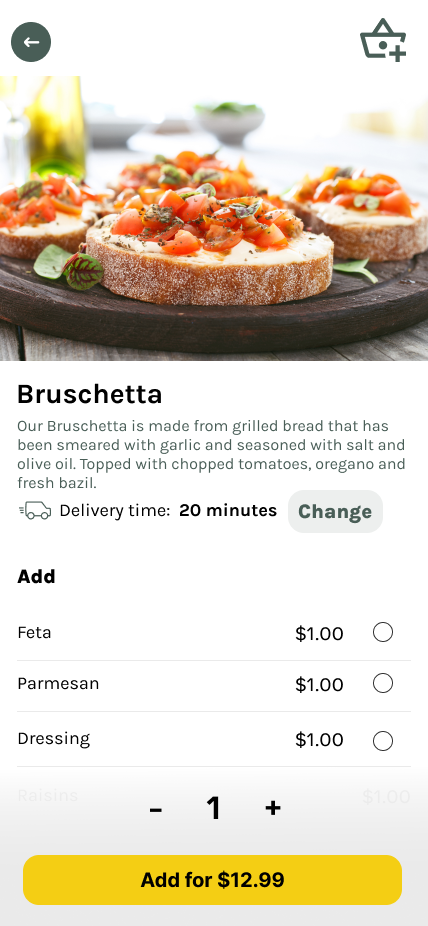 Bruschetta
Our Bruschetta is made from grilled bread that has
been smeared with garlic and seasoned with salt and
olive oil. Topped with chopped tomatoes, oregano and
fresh bazil.
Delivery time: 20 minutes Change
Add
Feta $1.00
Parmesan $1.00
Dressing $1.00
Raisins $1.00
- 1 +
Add for $12.99